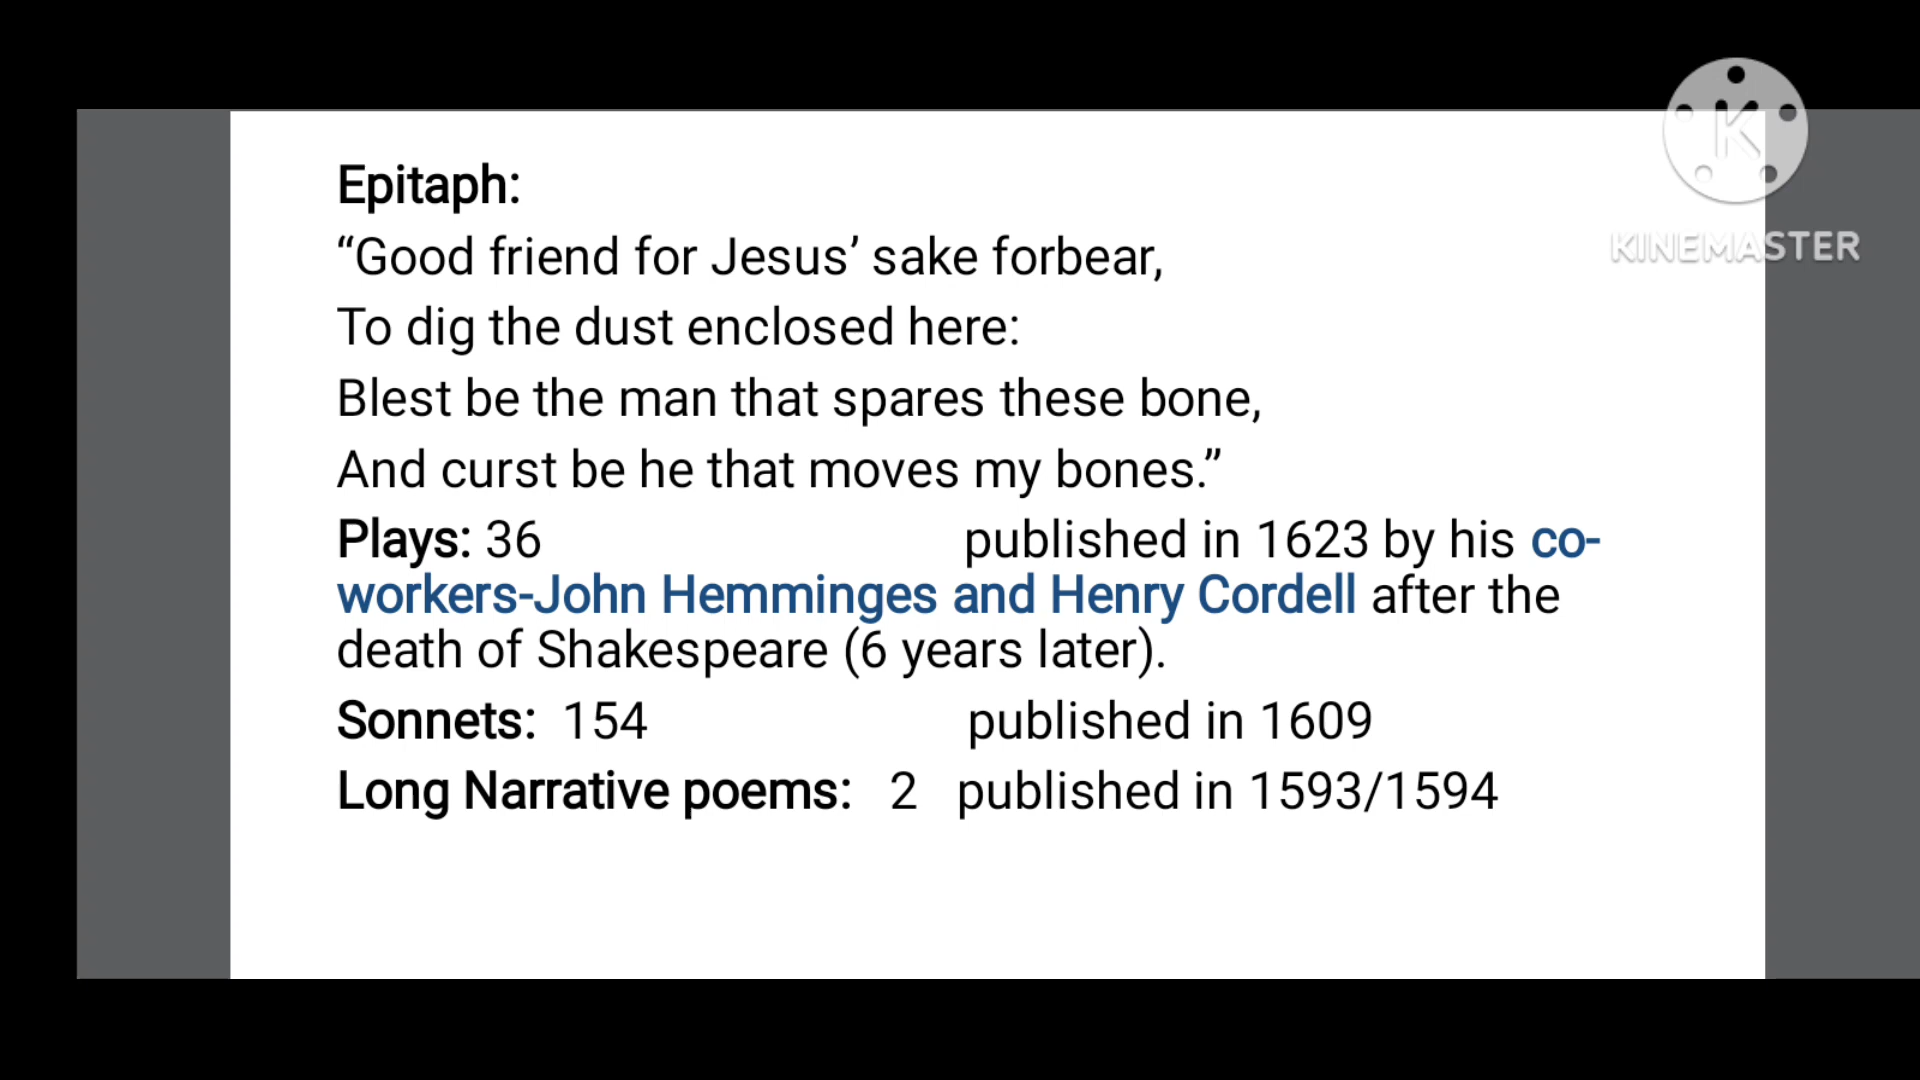 Epitaph:
“Good friend for Jesus’ sake forbear,
To dig the dust enclosed here:
Blest be the man that spares these bone,
And curst be he that moves my bones.”
Plays: 36 published in 1623 by his co-
workers-John Hemminges and Henry Cordell after the
death of Shakespeare (6 years later).
Sonnets: 154 published in 1609
Long Narrative poems: 2 published in 1593/1594
K
KINEMASTER